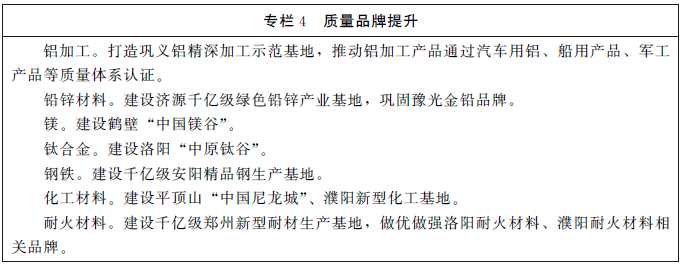 专栏 4 质量品牌提升
铝加工。打造巩义铝精深加工示范基地，推动铝加工产品通过汽车用铝、船用产品、军工
产品等质量体系认证。
铅锌材料。建设济源千亿级绿色铅锌产业基地，巩固豫光金铅品牌。
镁。建设鹤壁“中国镁谷”。
钛合金。建设洛阳“中原钛谷”。
钢铁。建设千亿级安阳精品钢生产基地。
化工材料。建设平顶山“中国尼龙城”、濮阳新型化工基地。
耐火材料。建设千亿级郑州新型耐材生产基地，做优做强洛阳耐火材料、濮阳耐火材料相
关品牌。